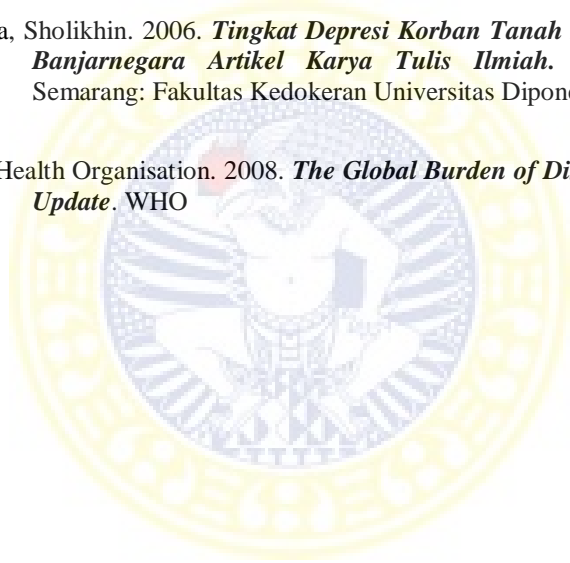 a, Sholikhin. 2006. Tingkat Depresi Korban Tanah
Banjarnegara Artikel Karya Tulis Ilmiah.
Semarang: Fakultas Kedokeran Universitas Dipon
Health Organisation. 2008. The Global Burden of Di
Update. WHO